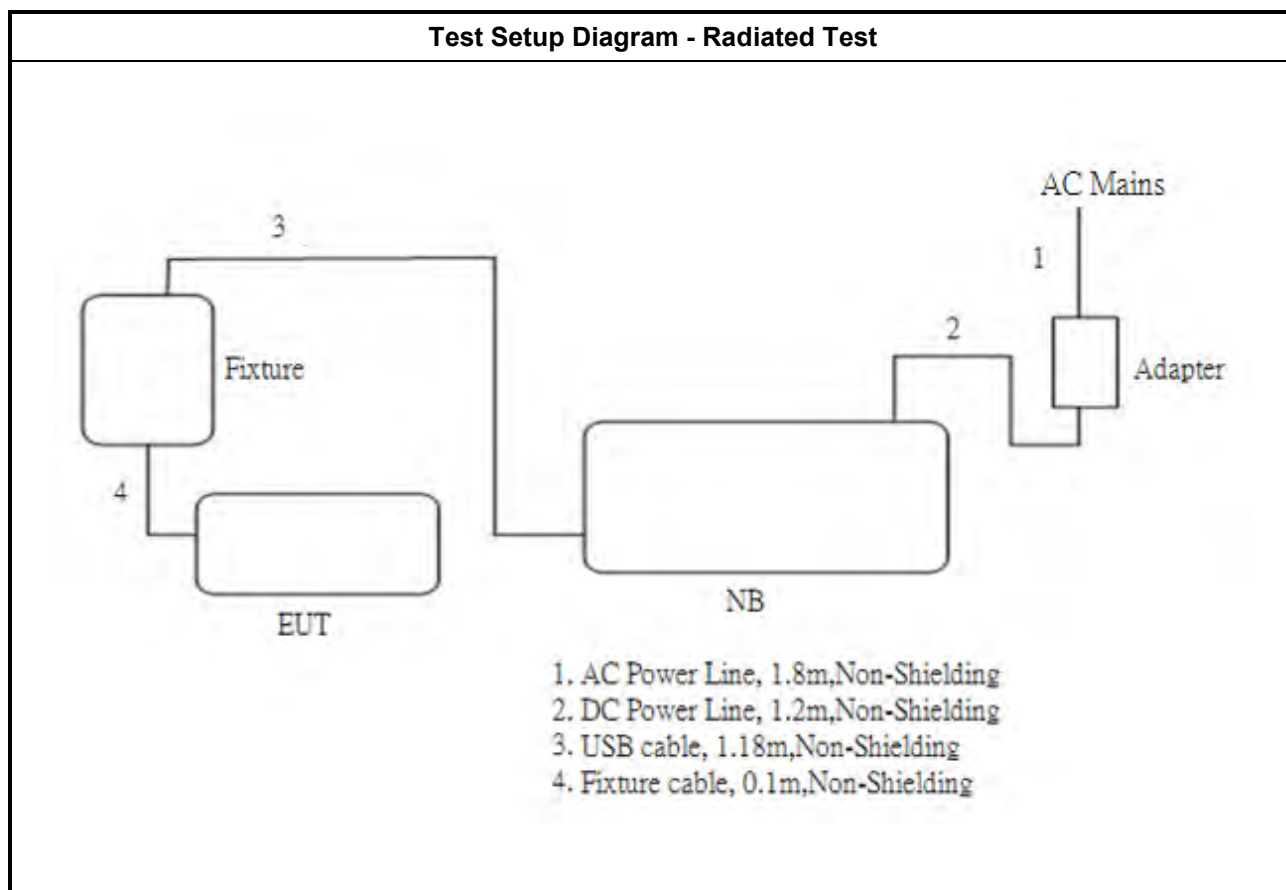 Test Setup Diagram - Radiated Test
AC Mains
3
1
2
Fixture
Adapter
4
EUT
NB
1. AC Power Line, 1.8m,Non-Shielding
2. DC Power Line, 1.2m,Non-Shielding
3. USB cable, 1.18m,Non-Shielding
4. Fixture cable, 0.1m,Non-Shielding